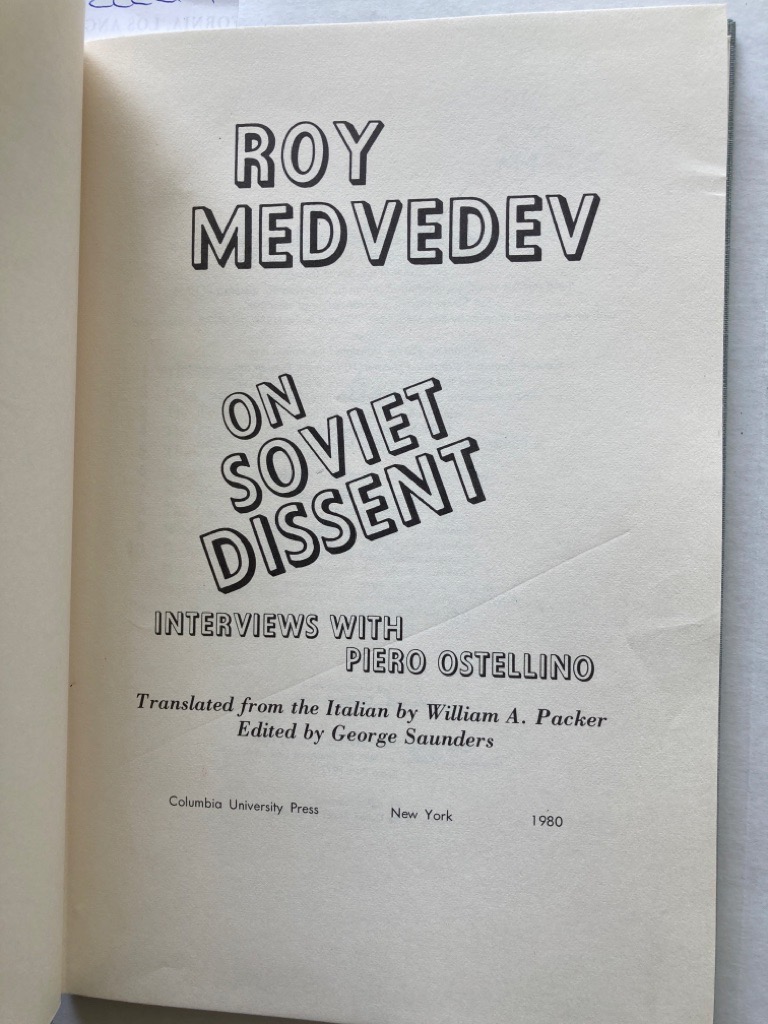 ROY
MEDVEDEV
ON
SOVIET
DISSENT
INTERVIEWS WITH
PIERO OSTELLINO
Translated from the Italian by William A. Packer
Edited by George Saunders
Columbia University Press New York 1980